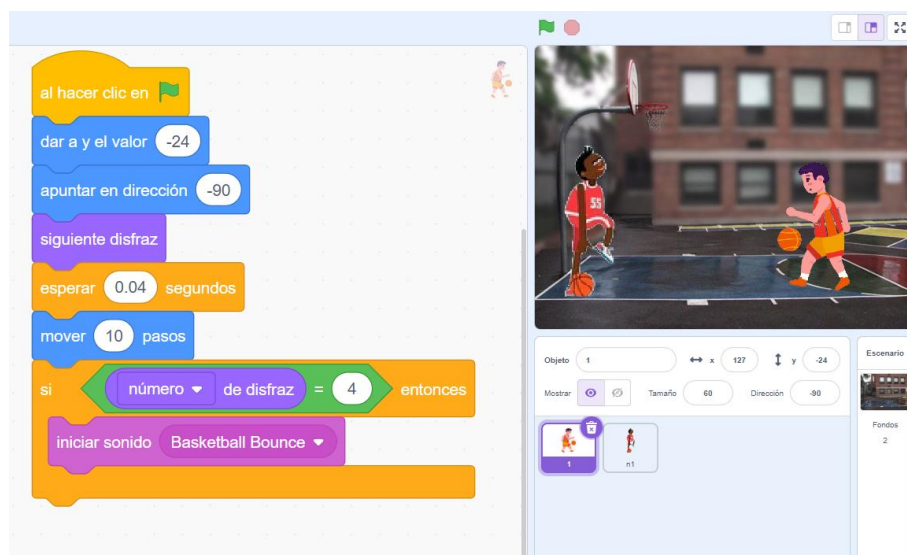 al hacer clic en
dar a y el valor -24
apuntar en dirección -90
siguiente disfraz
esperar 0.04 segundos
mover 10 pasos
si número de disfraz = 4 entonces
iniciar sonido Basketball Bounce
55
Objeto 1 x 127 y -24
Mostrar Tamaño 60 Dirección -90
1
n1
Escenario
Fondos
2